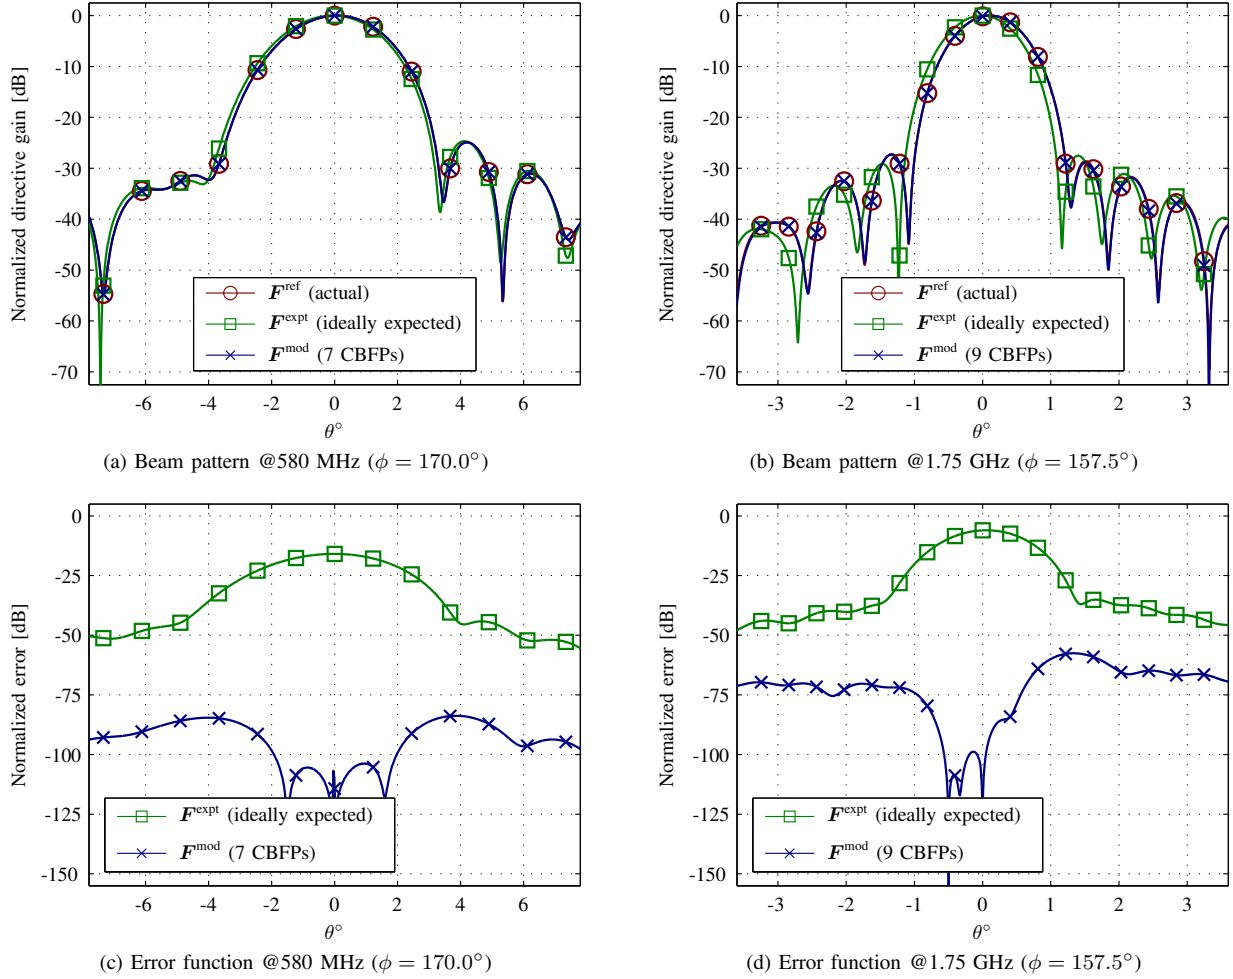 0
-10
-20
-30
-40
-50
-60
-70
Normalized directive gain [dB]
F^ref (actual)
F^expt (ideally expected)
F^mod (7 CBFPs)
-6 -4 -2 0 2 4 6
θ°
(a) Beam pattern @580 MHz (ϕ = 170.0°)
0
-10
-20
-30
-40
-50
-60
-70
Normalized directive gain [dB]
F^ref (actual)
F^expt (ideally expected)
F^mod (9 CBFPs)
-3 -2 -1 0 1 2 3
θ°
(b) Beam pattern @1.75 GHz (ϕ = 157.5°)
0
-25
-50
-75
-100
-125
-150
Normalized error [dB]
F^expt (ideally expected)
F^mod (7 CBFPs)
-6 -4 -2 0 2 4 6
θ°
(c) Error function @580 MHz (ϕ = 170.0°)
0
-25
-50
-75
-100
-125
-150
Normalized error [dB]
F^expt (ideally expected)
F^mod (9 CBFPs)
-3 -2 -1 0 1 2 3
θ°
(d) Error function @1.75 GHz (ϕ = 157.5°)